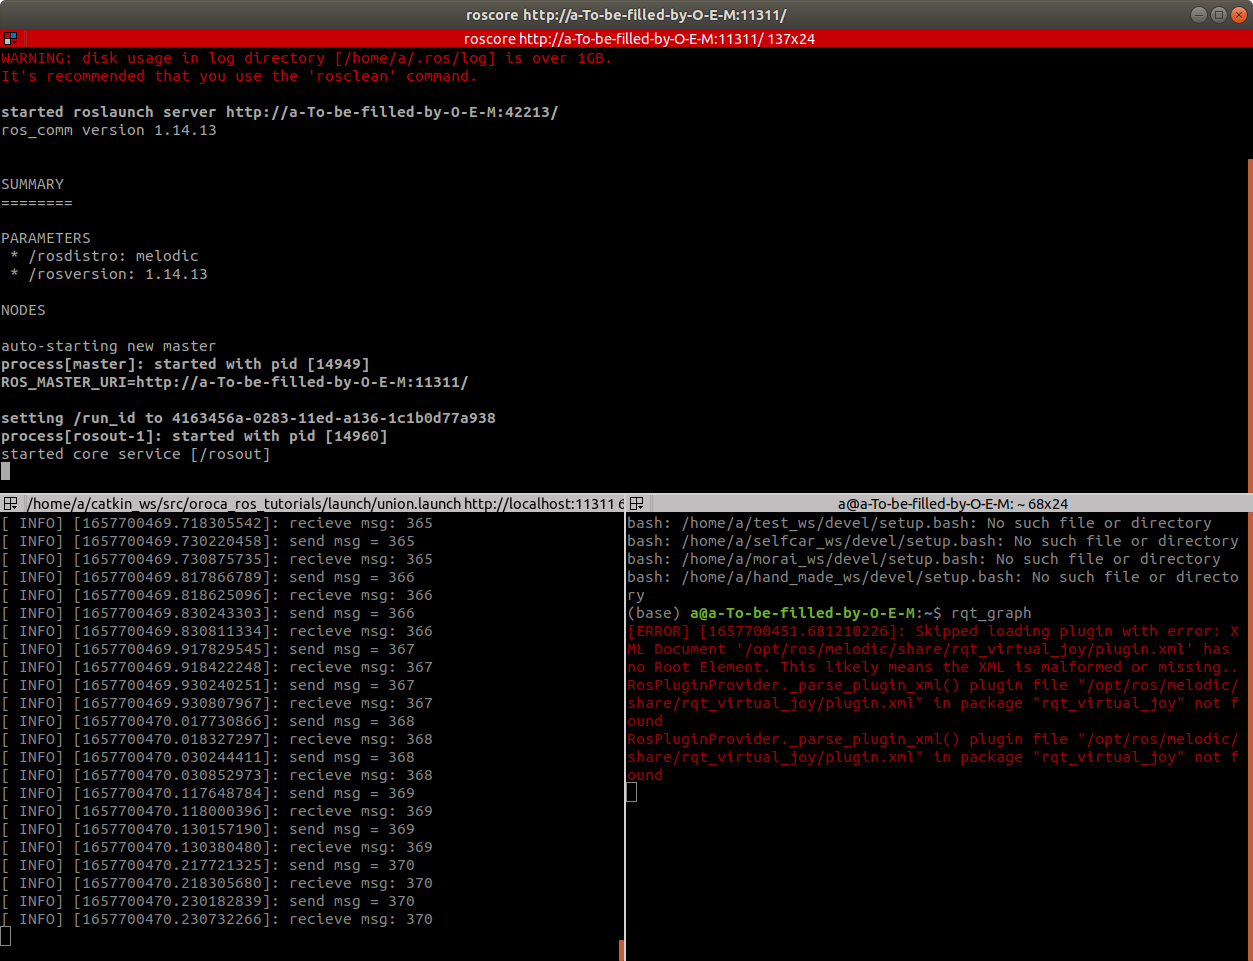 roscore http://a-To-be-filled-by-O-E-M:11311/
roscore http://a-To-be-filled-by-O-E-M:11311/ 137x24
WARNING: disk usage in log directory [/home/a/.ros/log] is over 1GB.
It's recommended that you use the 'rosclean' command.
started roslaunch server http://a-To-be-filled-by-O-E-M:42213/
ros_comm version 1.14.13
SUMMARY
========
PARAMETERS
* /rosdistro: melodic
* /rosversion: 1.14.13
NODES
auto-starting new master
process[master]: started with pid [14949]
ROS_MASTER_URI=http://a-To-be-filled-by-O-E-M:11311/
setting /run_id to 4163456a-0283-11ed-a136-1c1b0d77a938
process[rosout-1]: started with pid [14960]
started core service [/rosout]
/home/a/catkin_ws/src/oroca_ros_tutorials/launch/union.launch http://localhost:11311 6
[ INFO] [1657700469.718305542]: recieve msg: 365
[ INFO] [1657700469.730220458]: send msg = 365
[ INFO] [1657700469.730875735]: recieve msg: 365
[ INFO] [1657700469.817866789]: send msg = 366
[ INFO] [1657700469.818625096]: recieve msg: 366
[ INFO] [1657700469.830243303]: send msg = 366
[ INFO] [1657700469.830811334]: recieve msg: 366
[ INFO] [1657700469.917829545]: send msg = 367
[ INFO] [1657700469.918422248]: recieve msg: 367
[ INFO] [1657700469.930240251]: send msg = 367
[ INFO] [1657700469.930807967]: recieve msg: 367
[ INFO] [1657700470.017730866]: send msg = 368
[ INFO] [1657700470.018327297]: recieve msg: 368
[ INFO] [1657700470.030244411]: send msg = 368
[ INFO] [1657700470.030852973]: recieve msg: 368
[ INFO] [1657700470.117648784]: send msg = 369
[ INFO] [1657700470.118000396]: recieve msg: 369
[ INFO] [1657700470.130157190]: send msg = 369
[ INFO] [1657700470.130380480]: recieve msg: 369
[ INFO] [1657700470.217721325]: send msg = 370
[ INFO] [1657700470.218305680]: recieve msg: 370
[ INFO] [1657700470.230182839]: send msg = 370
[ INFO] [1657700470.230732266]: recieve msg: 370
a@a-To-be-filled-by-O-E-M: ~ 68x24
bash: /home/a/test_ws/devel/setup.bash: No such file or directory
bash: /home/a/selfcar_ws/devel/setup.bash: No such file or directory
bash: /home/a/morai_ws/devel/setup.bash: No such file or directory
bash: /home/a/hand_made_ws/devel/setup.bash: No such file or directo
ry
(base) a@a-To-be-filled-by-O-E-M:~$ rqt_graph
[ERROR] [1657700451.681210226]: Skipped loading plugin with error: X
ML Document '/opt/ros/melodic/share/rqt_virtual_joy/plugin.xml' has
no Root Element. This likely means the XML is malformed or missing..
RosPluginProvider._parse_plugin_xml() plugin file "/opt/ros/melodic/
share/rqt_virtual_joy/plugin.xml" in package "rqt_virtual_joy" not f
ound
RosPluginProvider._parse_plugin_xml() plugin file "/opt/ros/melodic/
share/rqt_virtual_joy/plugin.xml" in package "rqt_virtual_joy" not f
ound